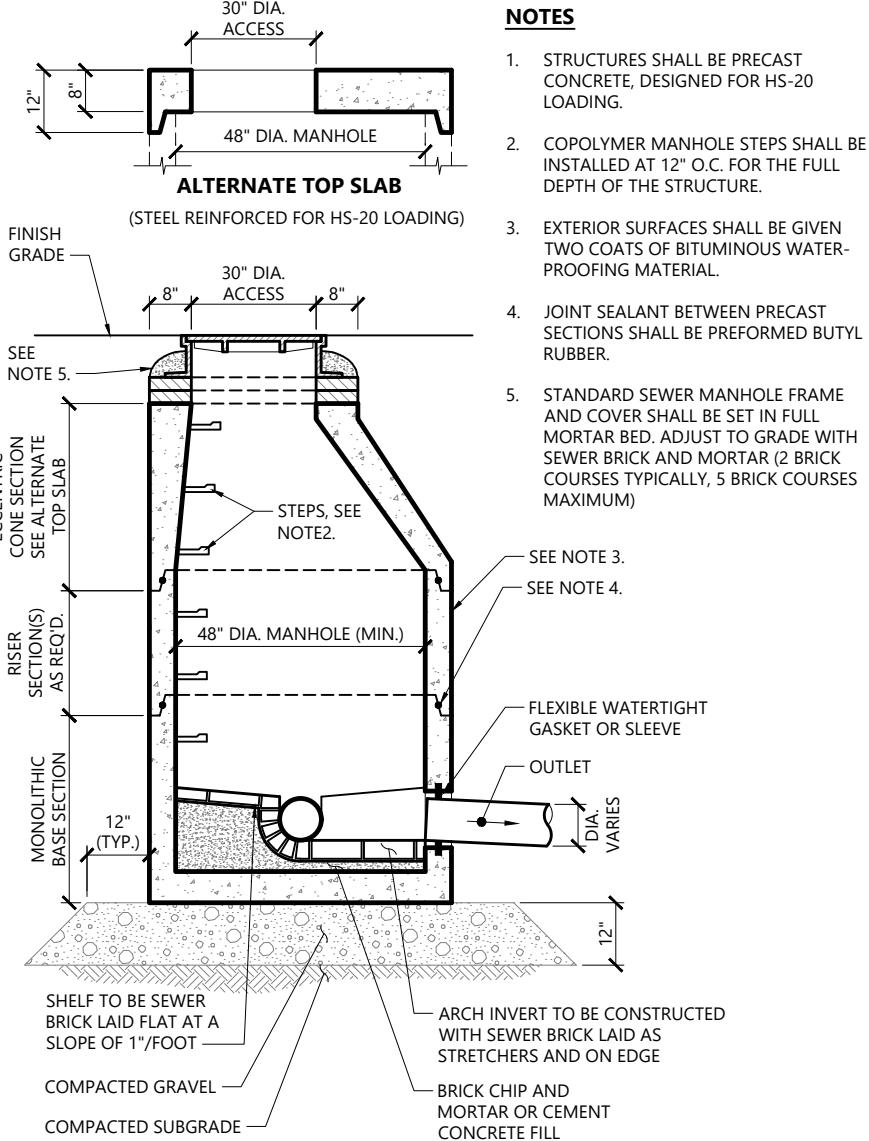 30" DIA.
ACCESS
12"
8"
48" DIA. MANHOLE
ALTERNATE TOP SLAB
(STEEL REINFORCED FOR HS-20 LOADING)
FINISH
GRADE
30" DIA.
ACCESS
8"
8"
SEE
NOTE 5.
CONE SECTION
SEE ALTERNATE
TOP SLAB
STEPS, SEE
NOTE2.
RISER
SECTION(S)
AS REQ'D.
48" DIA. MANHOLE (MIN.)
SEE NOTE 3.
SEE NOTE 4.
FLEXIBLE WATERTIGHT
GASKET OR SLEEVE
OUTLET
MONOLITHIC
BASE SECTION
12"
(TYP.)
DIA.
VARIES
12"
SHELF TO BE SEWER
BRICK LAID FLAT AT A
SLOPE OF 1"/FOOT
COMPACTED GRAVEL
COMPACTED SUBGRADE
ARCH INVERT TO BE CONSTRUCTED
WITH SEWER BRICK LAID AS
STRETCHERS AND ON EDGE
BRICK CHIP AND
MORTAR OR CEMENT
CONCRETE FILL
NOTES
1. STRUCTURES SHALL BE PRECAST
CONCRETE, DESIGNED FOR HS-20
LOADING.
2. COPOLYMER MANHOLE STEPS SHALL BE
INSTALLED AT 12" O.C. FOR THE FULL
DEPTH OF THE STRUCTURE.
3. EXTERIOR SURFACES SHALL BE GIVEN
TWO COATS OF BITUMINOUS WATER-
PROOFING MATERIAL.
4. JOINT SEALANT BETWEEN PRECAST
SECTIONS SHALL BE PREFORMED BUTYL
RUBBER.
5. STANDARD SEWER MANHOLE FRAME
AND COVER SHALL BE SET IN FULL
MORTAR BED. ADJUST TO GRADE WITH
SEWER BRICK AND MORTAR (2 BRICK
COURSES TYPICALLY, 5 BRICK COURSES
MAXIMUM)